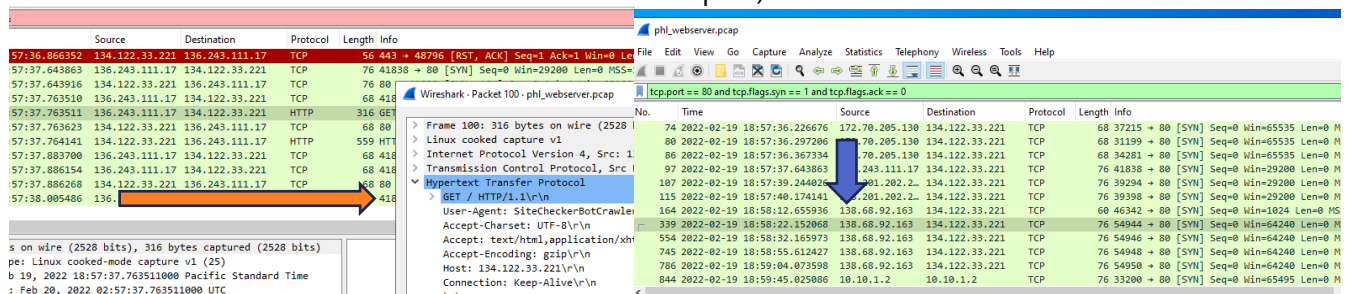 Source Destination Protocol Length Info
57:36.866352 134.122.33.221 136.243.111.17 TCP 56 443 → 48796 [RST, ACK] Seq=1 Ack=1 Win=0 Le
57:37.643863 136.243.111.17 134.122.33.221 TCP 76 41838 → 80 [SYN] Seq=0 Win=29200 Len=0 MSS=
57:37.643916 134.122.33.221 136.243.111.17 TCP 76 80
57:37.763510 136.243.111.17 134.122.33.221 TCP 68 418
57:37.763511 136.243.111.17 134.122.33.221 HTTP 316 GET
57:37.763623 134.122.33.221 136.243.111.17 TCP 68 80
57:37.764141 134.122.33.221 136.243.111.17 HTTP 559 HTT
57:37.883700 136.243.111.17 134.122.33.221 TCP 68 418
57:37.886154 136.243.111.17 134.122.33.221 TCP 68 418
57:37.886268 134.122.33.221 136.243.111.17 TCP 68 80
57:38.005486 136. 418
s on wire (2528 bits), 316 bytes captured (2528 bits)
pe: Linux cooked-mode capture v1 (25)
b 19, 2022 18:57:37.763511000 Pacific Standard Time
: Feb 20, 2022 02:57:37.763511000 UTC
Wireshark · Packet 100 · phl_webserver.pcap
Frame 100: 316 bytes on wire (2528
Linux cooked capture v1
Internet Protocol Version 4, Src: 1
Transmission Control Protocol, Src
Hypertext Transfer Protocol
GET / HTTP/1.1\r\n
User-Agent: SiteCheckerBotCrawler
Accept-Charset: UTF-8\r\n
Accept: text/html,application/xht
Accept-Encoding: gzip\r\n
Host: 134.122.33.221\r\n
Connection: Keep-Alive\r\n
phl_webserver.pcap
File Edit View Go Capture Analyze Statistics Telephony Wireless Tools Help
tcp.port == 80 and tcp.flags.syn == 1 and tcp.flags.ack == 0
No. Time Source Destination Protocol Length Info
74 2022-02-19 18:57:36.226676 172.70.205.130 134.122.33.221 TCP 68 37215 → 80 [SYN] Seq=0 Win=65535 Len=0 M
80 2022-02-19 18:57:36.297206 .70.205.130 134.122.33.221 TCP 68 31199 → 80 [SYN] Seq=0 Win=65535 Len=0 M
86 2022-02-19 18:57:36.367334 .70.205.130 134.122.33.221 TCP 68 34281 → 80 [SYN] Seq=0 Win=65535 Len=0 M
97 2022-02-19 18:57:37.643863 .243.111.17 134.122.33.221 TCP 76 41838 → 80 [SYN] Seq=0 Win=29200 Len=0 M
107 2022-02-19 18:57:39.244026 .201.202.2… 134.122.33.221 TCP 76 39294 → 80 [SYN] Seq=0 Win=29200 Len=0 M
115 2022-02-19 18:57:40.174141 .201.202.2… 134.122.33.221 TCP 76 39398 → 80 [SYN] Seq=0 Win=29200 Len=0 M
164 2022-02-19 18:58:12.655936 138.68.92.163 134.122.33.221 TCP 60 46342 → 80 [SYN] Seq=0 Win=1024 Len=0 MS
339 2022-02-19 18:58:22.152068 138.68.92.163 134.122.33.221 TCP 76 54944 → 80 [SYN] Seq=0 Win=64240 Len=0 M
554 2022-02-19 18:58:32.165973 138.68.92.163 134.122.33.221 TCP 76 54946 → 80 [SYN] Seq=0 Win=64240 Len=0 M
745 2022-02-19 18:58:55.612427 138.68.92.163 134.122.33.221 TCP 76 54948 → 80 [SYN] Seq=0 Win=64240 Len=0 M
786 2022-02-19 18:59:04.073598 138.68.92.163 134.122.33.221 TCP 76 54950 → 80 [SYN] Seq=0 Win=64240 Len=0 M
844 2022-02-19 18:59:45.025086 10.10.1.2 10.10.1.2 TCP 76 33200 → 80 [SYN] Seq=0 Win=65495 Len=0 M